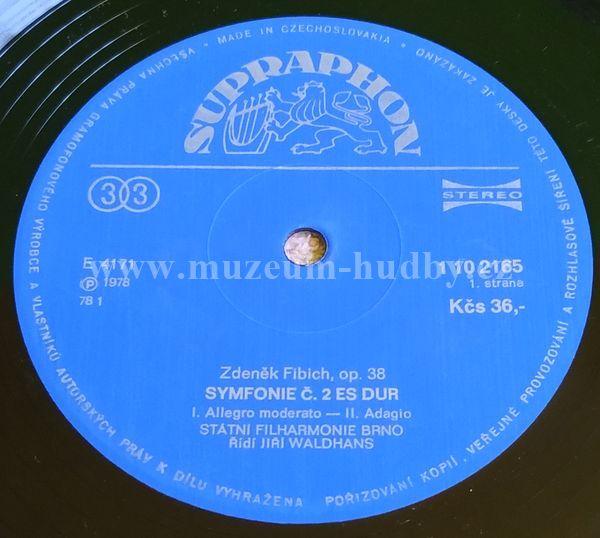 • MADE IN CZECHOSLOVAKIA •
SUPRAPHON
33
STEREO
E 4171
℗ 1978
78 1
1 10 2165
1. strana
Kčs 36,-
www.muzeum-hudby.cz
Zdeněk Fibich, op. 38
SYMFONIE Č. 2 ES DUR
I. Allegro moderato — II. Adagio
STÁTNÍ FILHARMONIE BRNO
Řídí JIŘÍ WALDHANS
VŠECHNA PRÁVA GRAMOFONOVÉHO VÝROBCE A VLASTNÍKŮ AUTORSKÝCH PRÁV K DÍLU VYHRAŽENA POŘIZOVÁNÍ KOPIÍ, VEŘEJNÉ PROVOZOVÁNÍ A ROZHLASOVÉ ŠÍŘENÍ TÉTO DESKY JE ZAKÁZÁNO